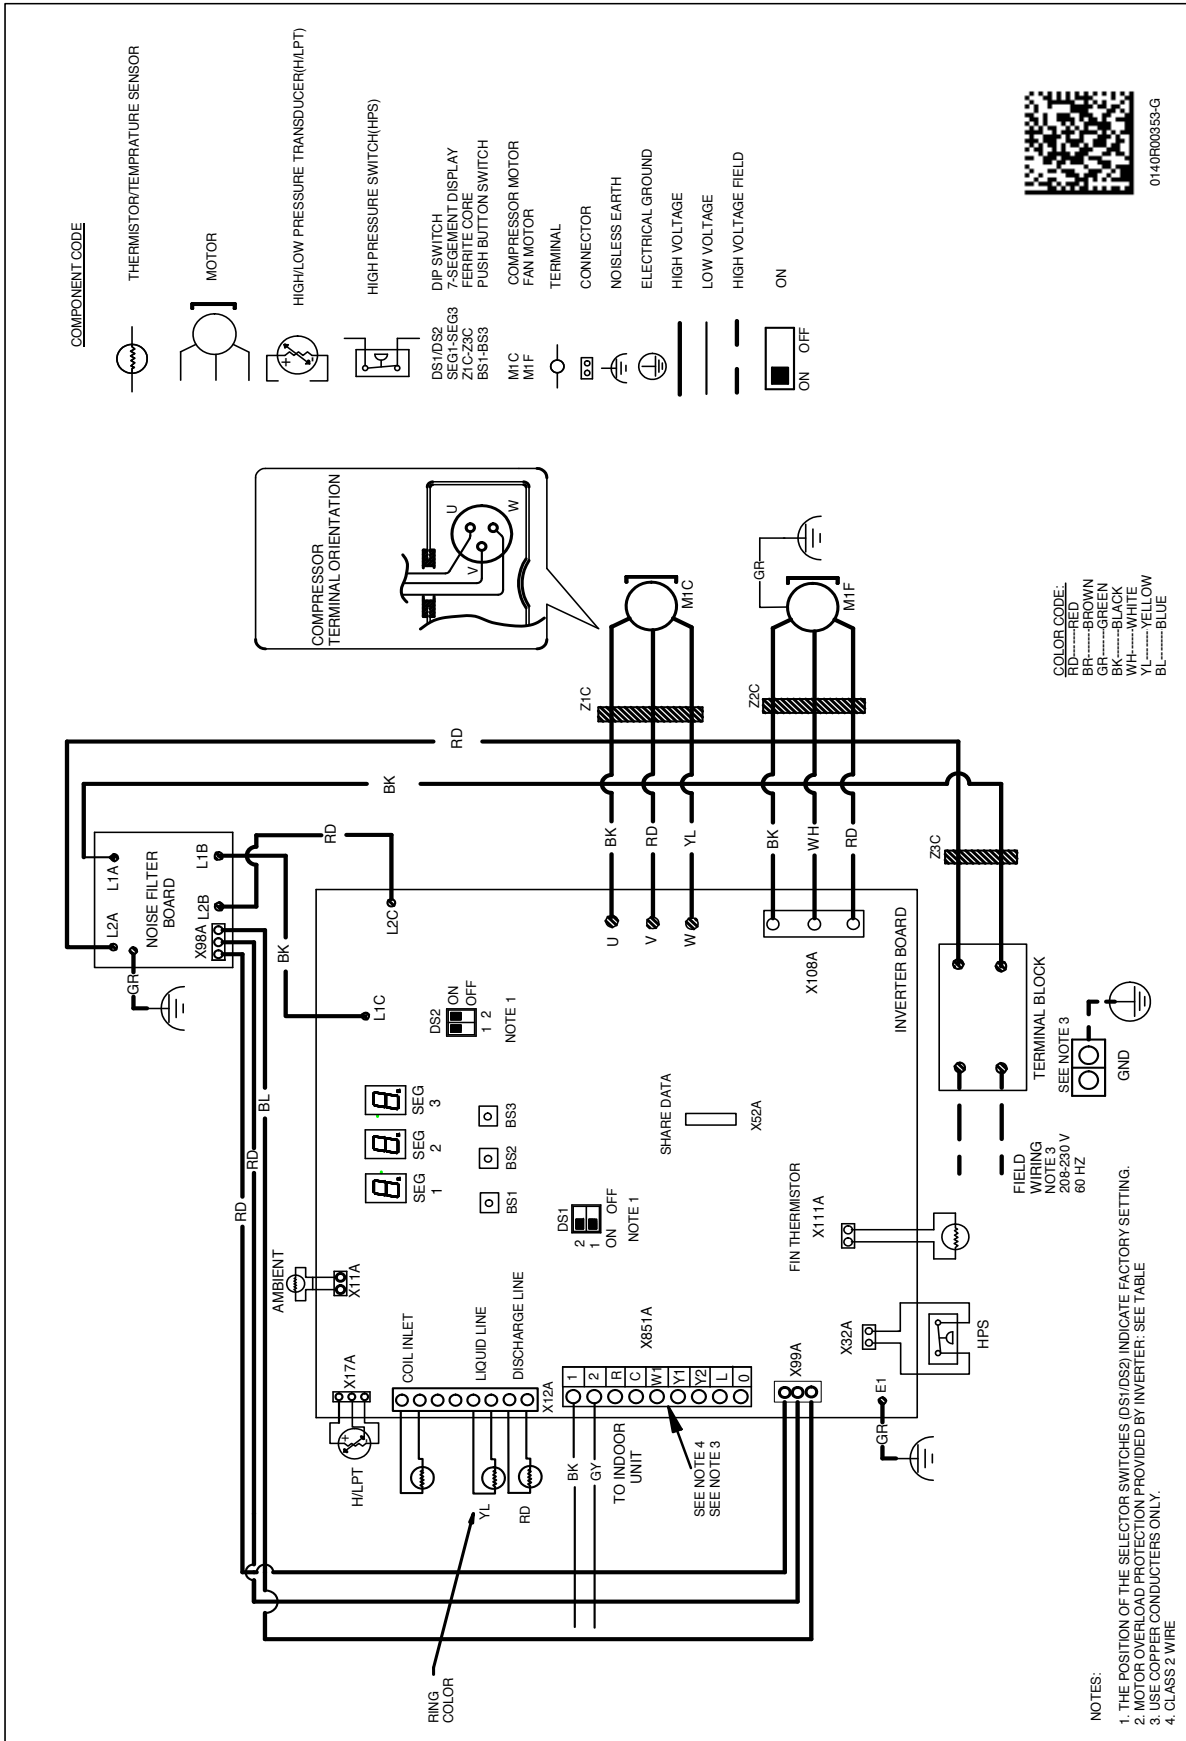 COMPONENT CODE
THERMISTOR/TEMPRATURE SENSOR
MOTOR
HIGH/LOW PRESSURE TRANSDUCER(H/LPT)
HIGH PRESSURE SWITCH(HPS)
DS1/DS2 DIP SWITCH
SEG1-SEG3 7-SEGEMENT DISPLAY
Z1C-Z3C FERRITE CORE
BS1-BS3 PUSH BUTTON SWITCH
M1C COMPRESSOR MOTOR
M1F FAN MOTOR
TERMINAL
CONNECTOR
NOISLESS EARTH
ELECTRICAL GROUND
HIGH VOLTAGE
LOW VOLTAGE
HIGH VOLTAGE FIELD
ON OFF
ON
0140R00353-G
COMPRESSOR
TERMINAL ORIENTATION
U
V
W
NOISE FILTER
BOARD
L2A
L1A
X98A
L2B
L1B
GR
RD
BK
RD
BK
RD
RD
BL
L1C
L2C
AMBIENT
X11A
SEG
1
SEG
2
SEG
3
BS1
BS2
BS3
DS2
ON
OFF
1 2
NOTE 1
DS1
2
1
ON OFF
NOTE 1
SHARE DATA
X52A
U
V
W
BK
RD
YL
Z1C
M1C
X108A
BK
WH
RD
Z2C
M1F
GR
INVERTER BOARD
H/LPT
X17A
COIL INLET
LIQUID LINE
DISCHARGE LINE
X12A
YL
RD
RING
COLOR
X851A
1
2
R
C
W1
Y1
Y2
L
0
BK
GY
TO INDOOR
UNIT
SEE NOTE 4
SEE NOTE 3
X99A
E1
GR
X32A
HPS
FIN THERMISTOR
X111A
Z3C
TERMINAL BLOCK
SEE NOTE 3
GND
FIELD
WIRING
NOTE 3
208-230 V
60 HZ
COLOR CODE:
RD--------RED
BR--------BROWN
GR-------GREEN
BK-------BLACK
WH-------WHITE
YL--------YELLOW
BL--------BLUE
NOTES:
1. THE POSITION OF THE SELECTOR SWITCHES (DS1/DS2) INDICATE FACTORY SETTING.
2. MOTOR OVERLOAD PROTECTION PROVIDED BY INVERTER: SEE TABLE
3. USE COPPER CONDUCTERS ONLY.
4. CLASS 2 WIRE